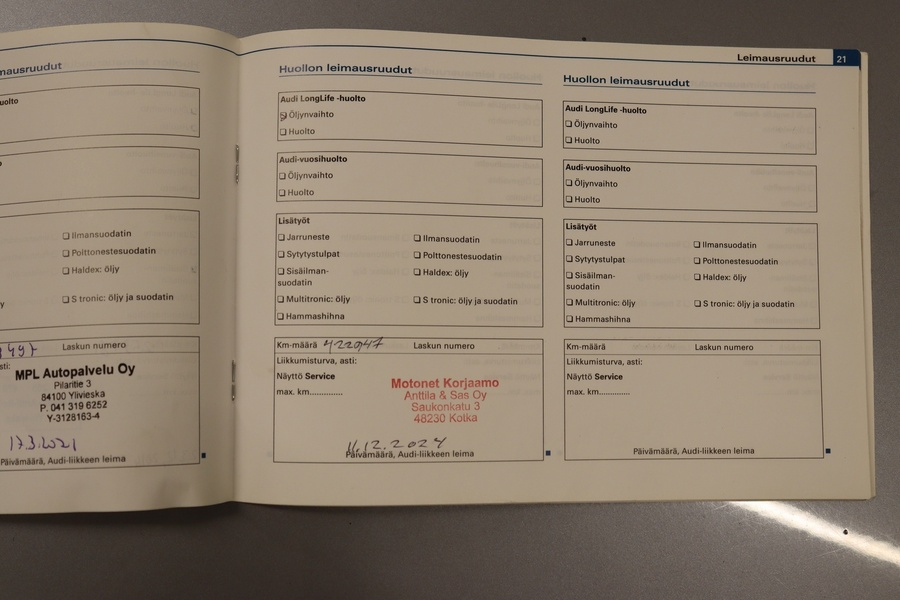 Leimausruudut 21
mausruudut
uolto
❏ Ilmansuodatin
❏ Polttonestesuodatin
❏ Haldex: öljy
❏ S tronic: öljy ja suodatin
Laskun numero
sti:
MPL Autopalvelu Oy
Pilaritie 3
84100 Ylivieska
P. 041 319 6252
Y-3128163-4
17.3.2021
Päivämäärä, Audi-liikkeen leima
Huollon leimausruudut
Audi LongLife -huolto
❏ Öljynvaihto
❏ Huolto
Audi-vuosihuolto
❏ Öljynvaihto
❏ Huolto
Lisätyöt
❏ Jarruneste ❏ Ilmansuodatin
❏ Sytytystulpat ❏ Polttonestesuodatin
❏ Sisäilman- ❏ Haldex: öljy
suodatin
❏ Multitronic: öljy ❏ S tronic: öljy ja suodatin
❏ Hammashihna
Km-määrä 422047 Laskun numero
Liikkumisturva, asti:
Näyttö Service
max. km.............
Motonet Korjaamo
Anttila & Sas Oy
Saukonkatu 3
48230 Kotka
11.12.2024
Päivämäärä, Audi-liikkeen leima
Huollon leimausruudut
Audi LongLife -huolto
❏ Öljynvaihto
❏ Huolto
Audi-vuosihuolto
❏ Öljynvaihto
❏ Huolto
Lisätyöt
❏ Jarruneste ❏ Ilmansuodatin
❏ Sytytystulpat ❏ Polttonestesuodatin
❏ Sisäilman- ❏ Haldex: öljy
suodatin
❏ Multitronic: öljy ❏ S tronic: öljy ja suodatin
❏ Hammashihna
Km-määrä Laskun numero
Liikkumisturva, asti:
Näyttö Service
max. km.............
Päivämäärä, Audi-liikkeen leima